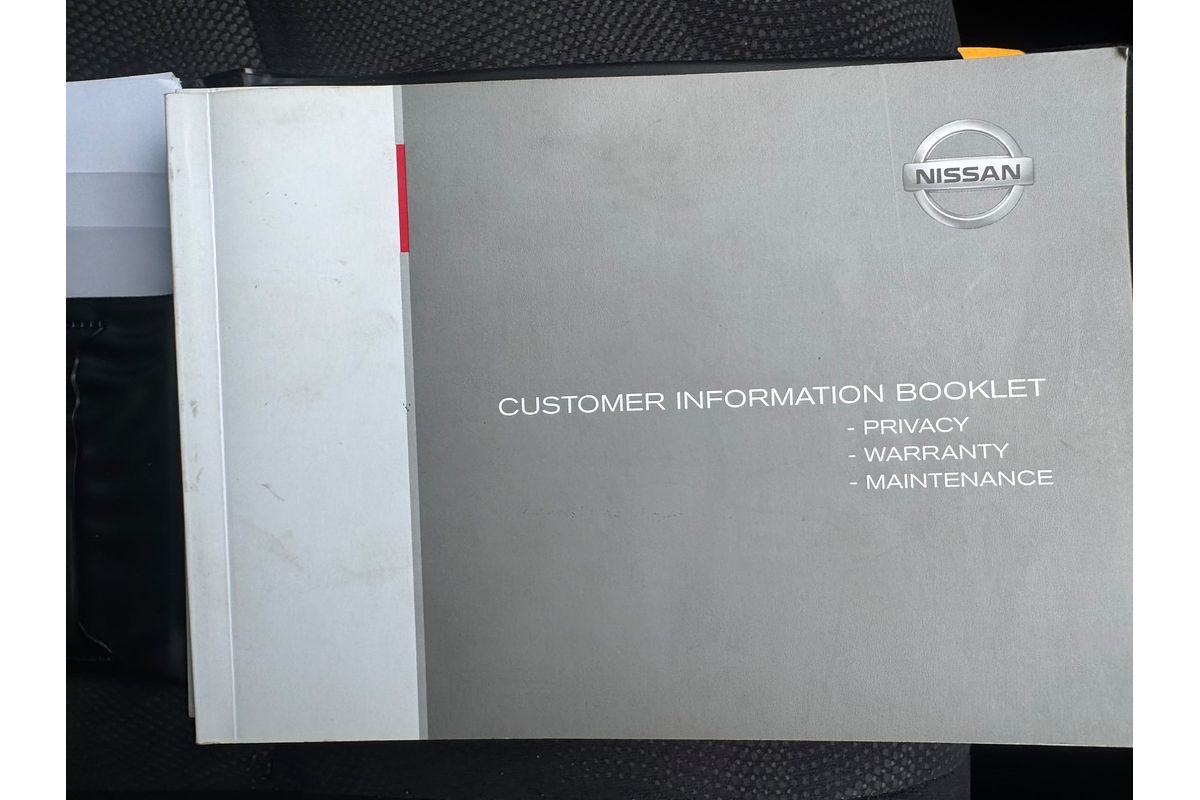 NISSAN
CUSTOMER INFORMATION BOOKLET
- PRIVACY
- WARRANTY
- MAINTENANCE